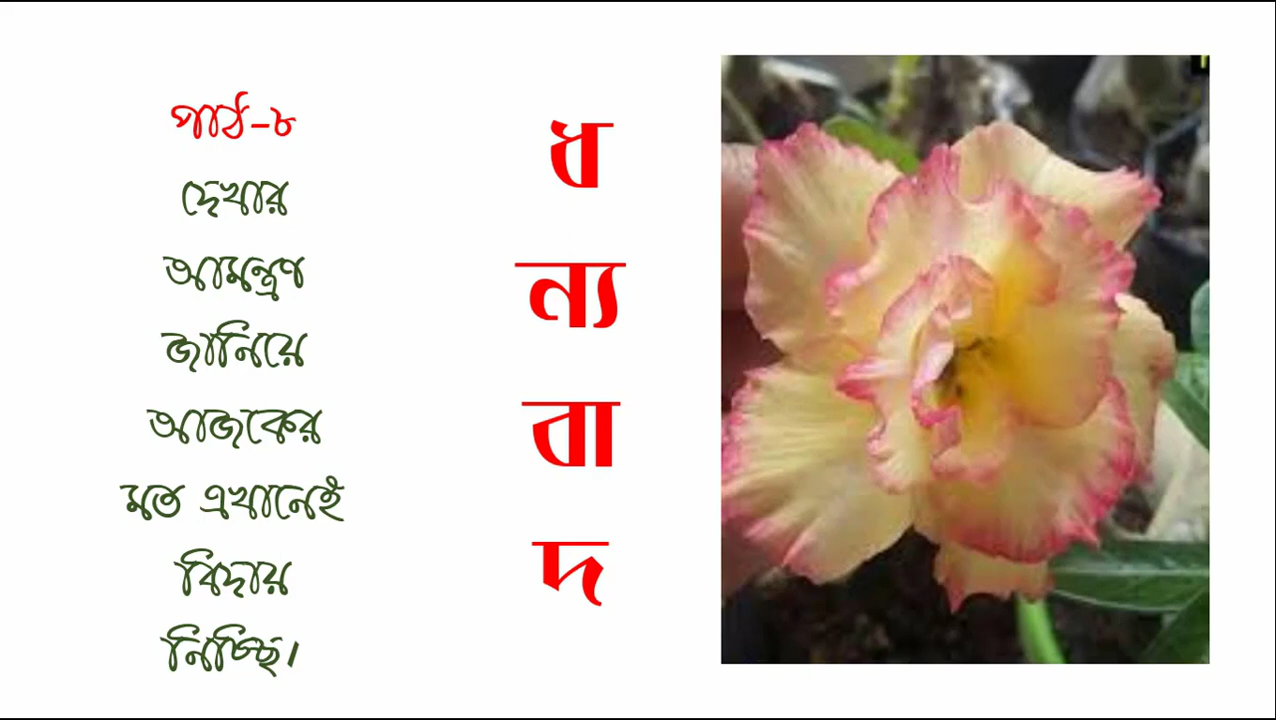 পাঠ-৮
দেখার
আমন্ত্রণ
জানিয়ে
আজকের
মত এখানেই
বিদায়
নিচ্ছি।
ধ
ন্য
বা
দ